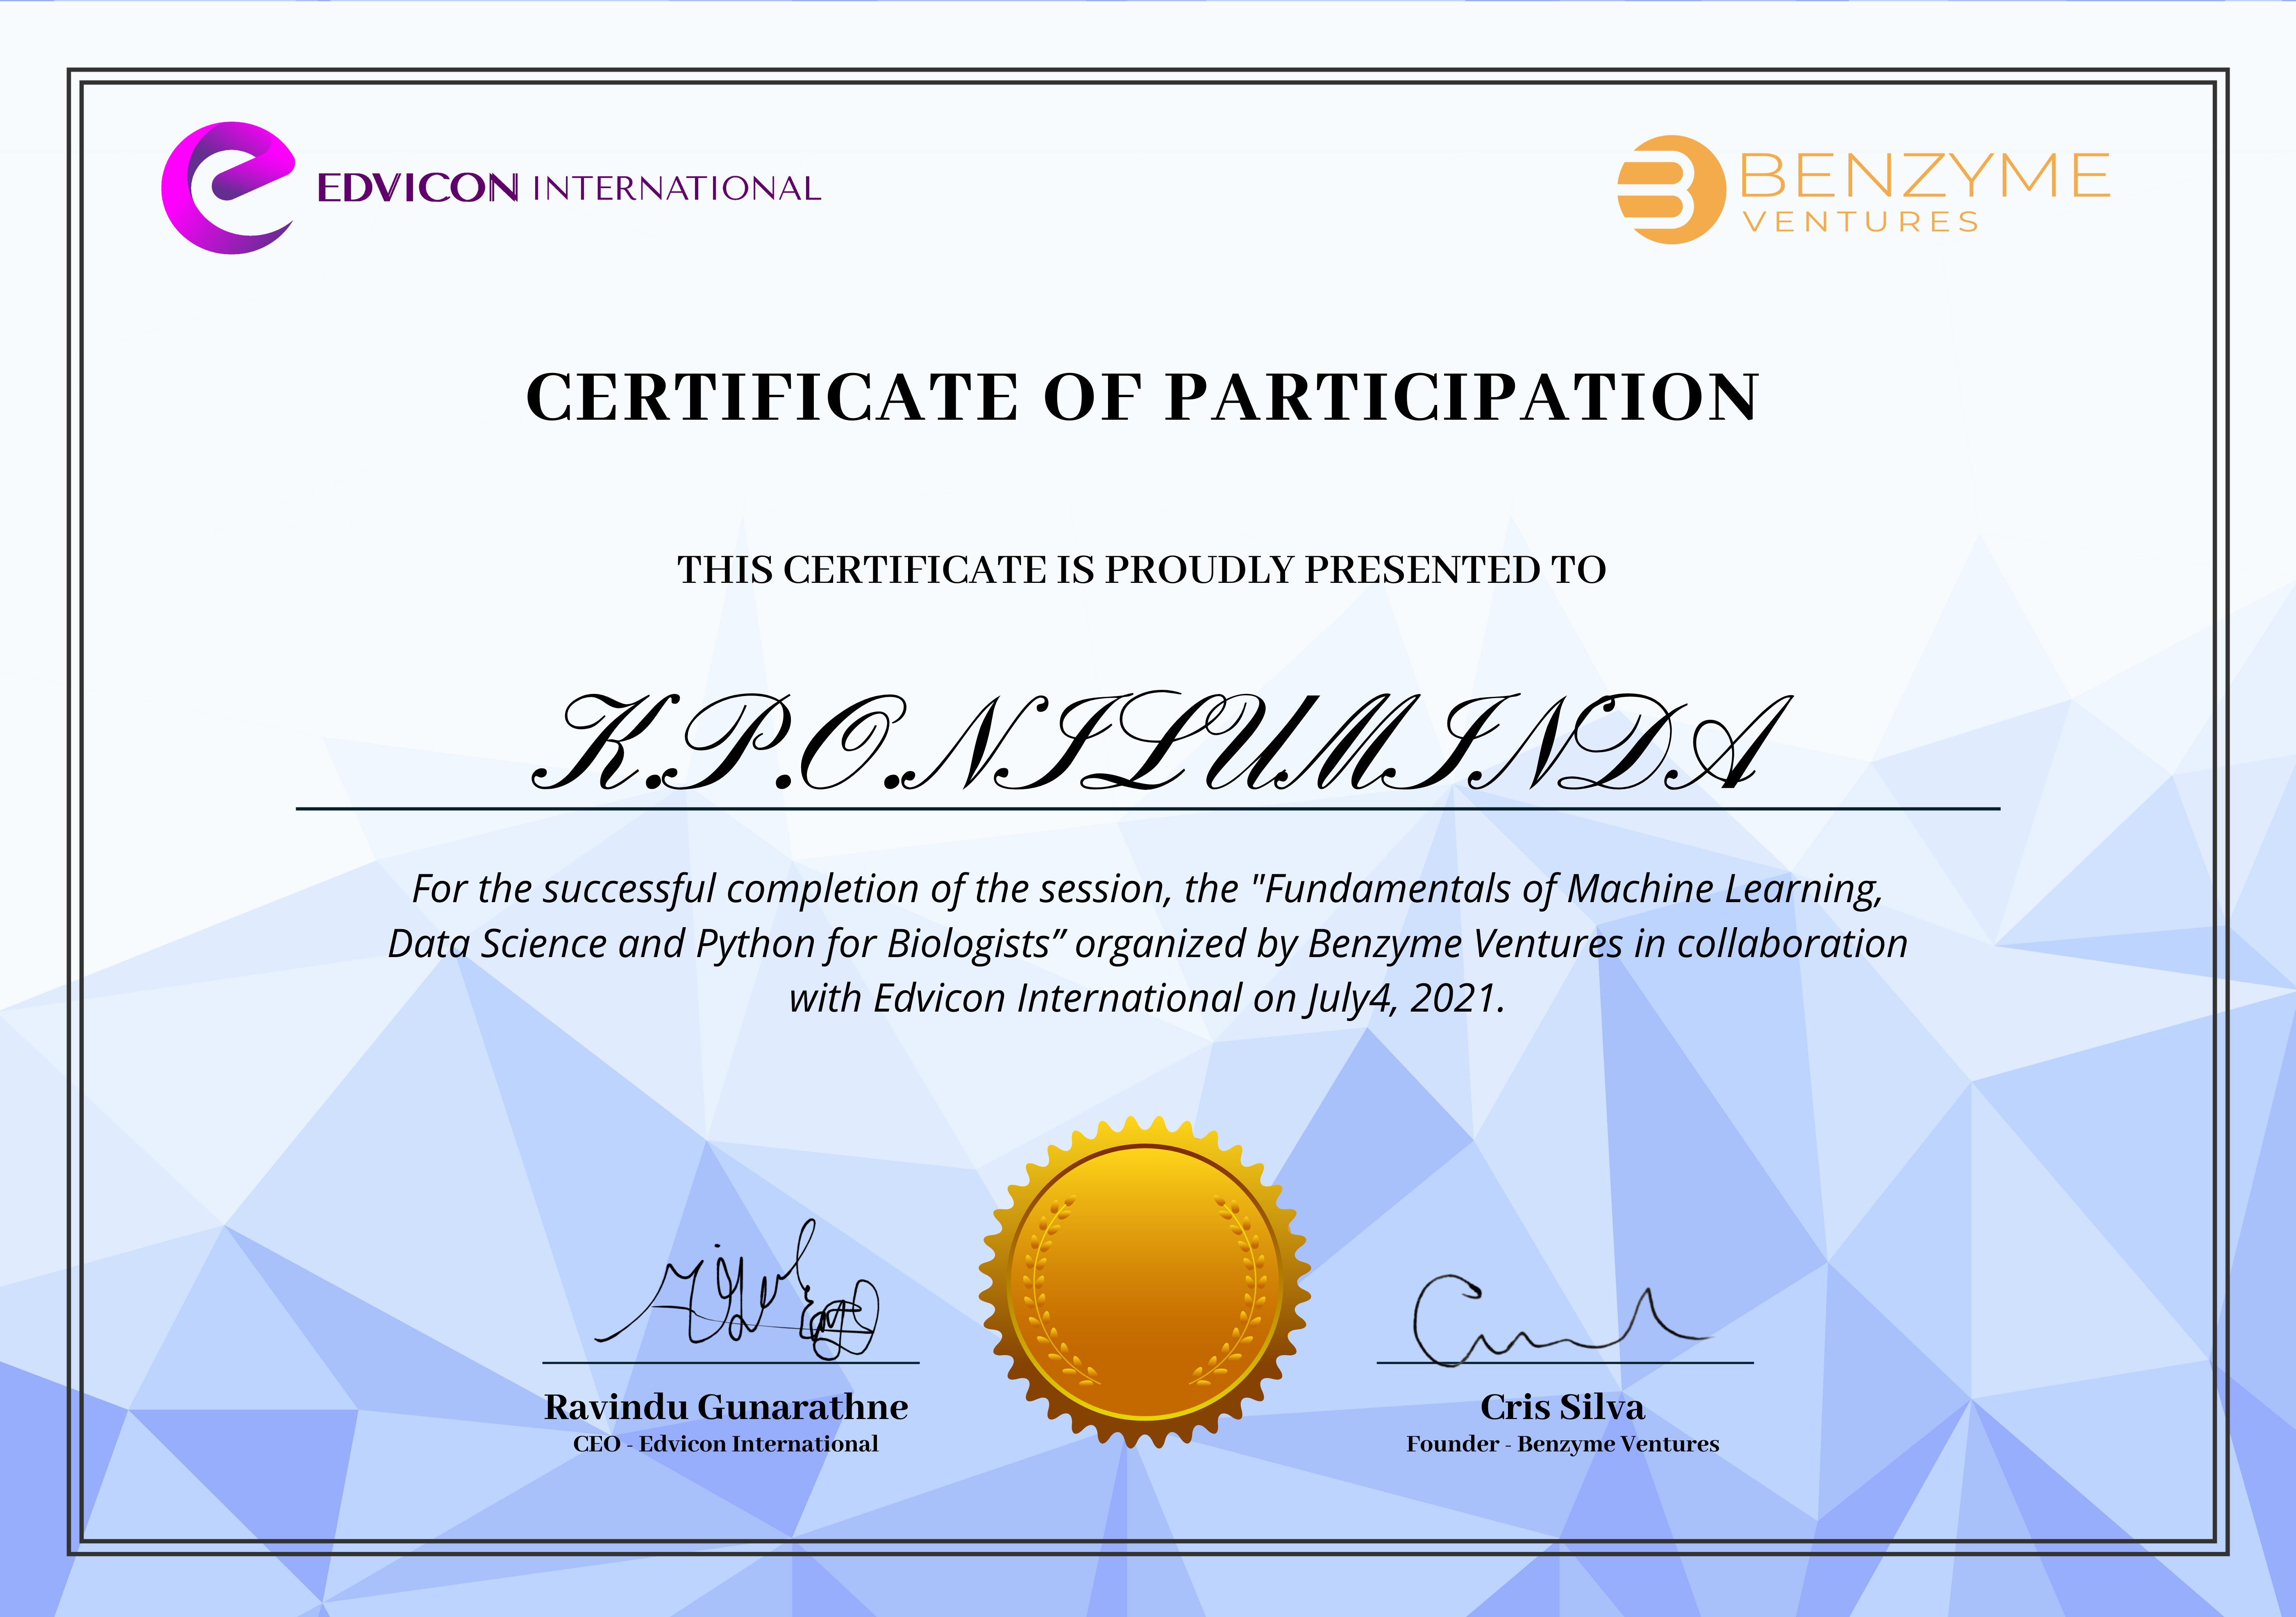 EDVICON INTERNATIONAL
BENZYME
VENTURES
CERTIFICATE OF PARTICIPATION
THIS CERTIFICATE IS PROUDLY PRESENTED TO
K.P.O.NILUMINDA
For the successful completion of the session, the "Fundamentals of Machine Learning,
Data Science and Python for Biologists” organized by Benzyme Ventures in collaboration
with Edvicon International on July4, 2021.
Ravindu Gunarathne
CEO - Edvicon International
Cris Silva
Founder - Benzyme Ventures